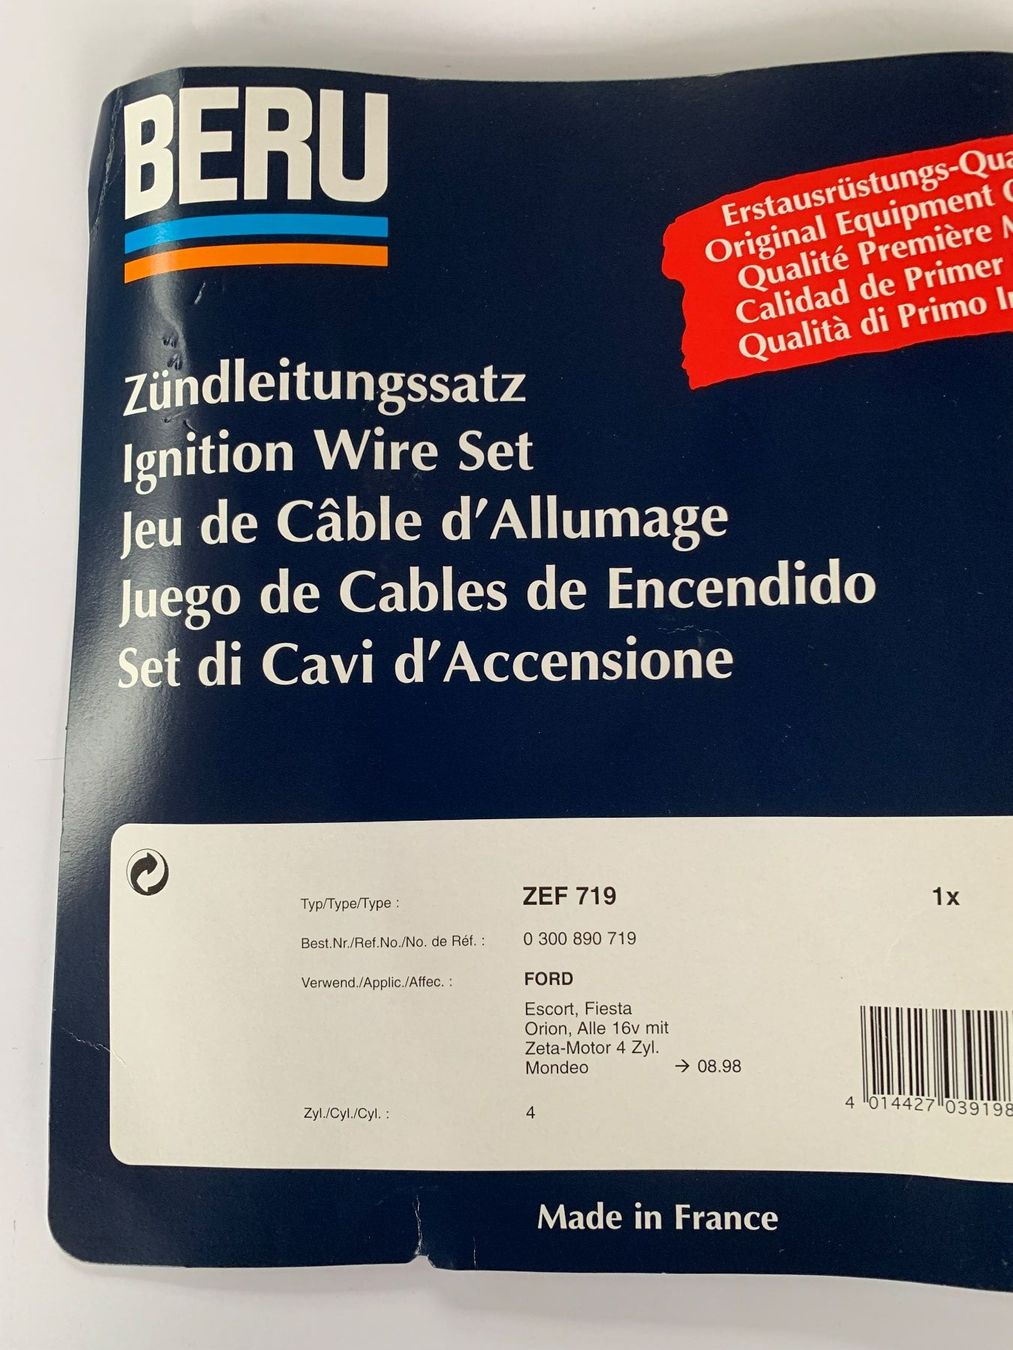 BERU
Erstausrüstungs-Qua
Original Equipment
Qualité Première
Calidad de Primer
Qualità di Primo
Zündleitungssatz
Ignition Wire Set
Jeu de Câble d'Allumage
Juego de Cables de Encendido
Set di Cavi d'Accensione
Typ/Type/Type : ZEF 719 1x
Best.Nr./Ref.No./No. de Réf. : 0 300 890 719
Verwend./Applic./Affec. : FORD
Escort, Fiesta
Orion, Alle 16v mit
Zeta-Motor 4 Zyl.
Mondeo → 08.98
Zyl./Cyl./Cyl. : 4
4 014427 039198
Made in France